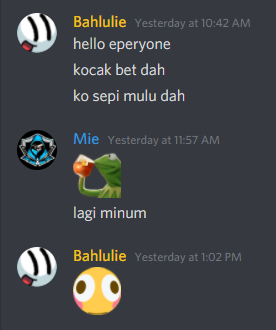 Bahlulie Yesterday at 10:42 AM
hello eperyone
kocak bet dah
ko sepi mulu dah
Mie Yesterday at 11:57 AM
lagi minum
Bahlulie Yesterday at 1:02 PM